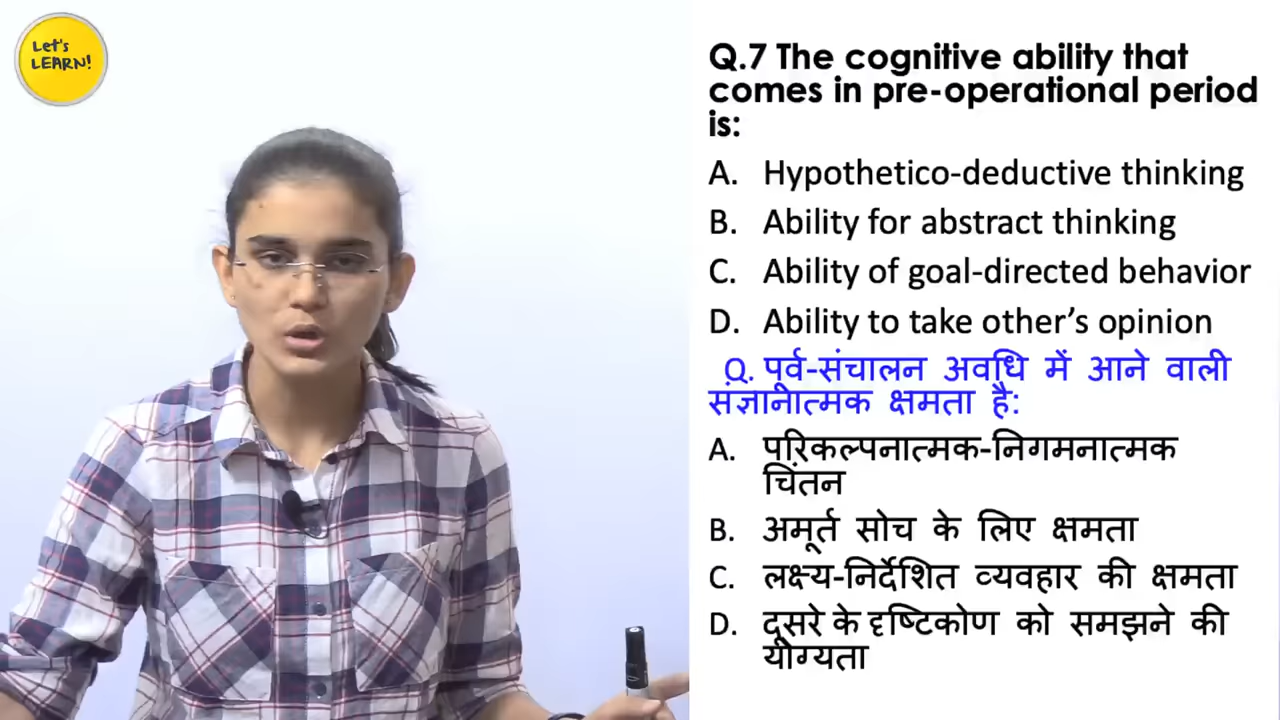 Let's
LEARN!
Q.7 The cognitive ability that
comes in pre-operational period
is:
A. Hypothetico-deductive thinking
B. Ability for abstract thinking
C. Ability of goal-directed behavior
D. Ability to take other's opinion
Q. पूर्व-संचालन अवधि में आने वाली
संज्ञानात्मक क्षमता है:
A. परिकल्पनात्मक-निगमनात्मक
चिंतन
B. अमूर्त सोच के लिए क्षमता
C. लक्ष्य-निर्देशित व्यवहार की क्षमता
D. दूसरे के दृष्टिकोण को समझने की
योग्यता